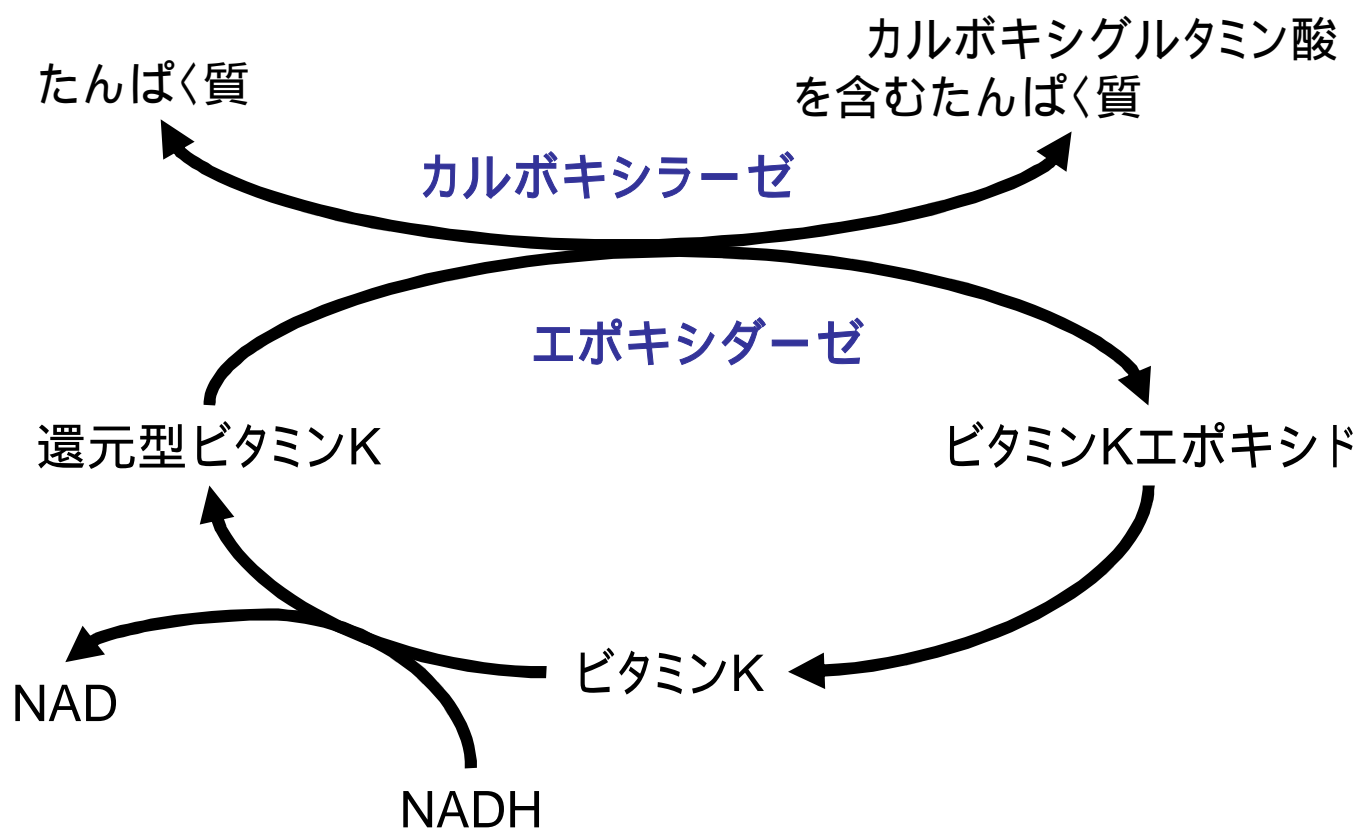 カルボキシグルタミン酸
を含むたんぱく質
たんぱく質
カルボキシラーゼ
エポキシダーゼ
還元型ビタミンK
ビタミンKエポキシド
ビタミンK
NAD
NADH